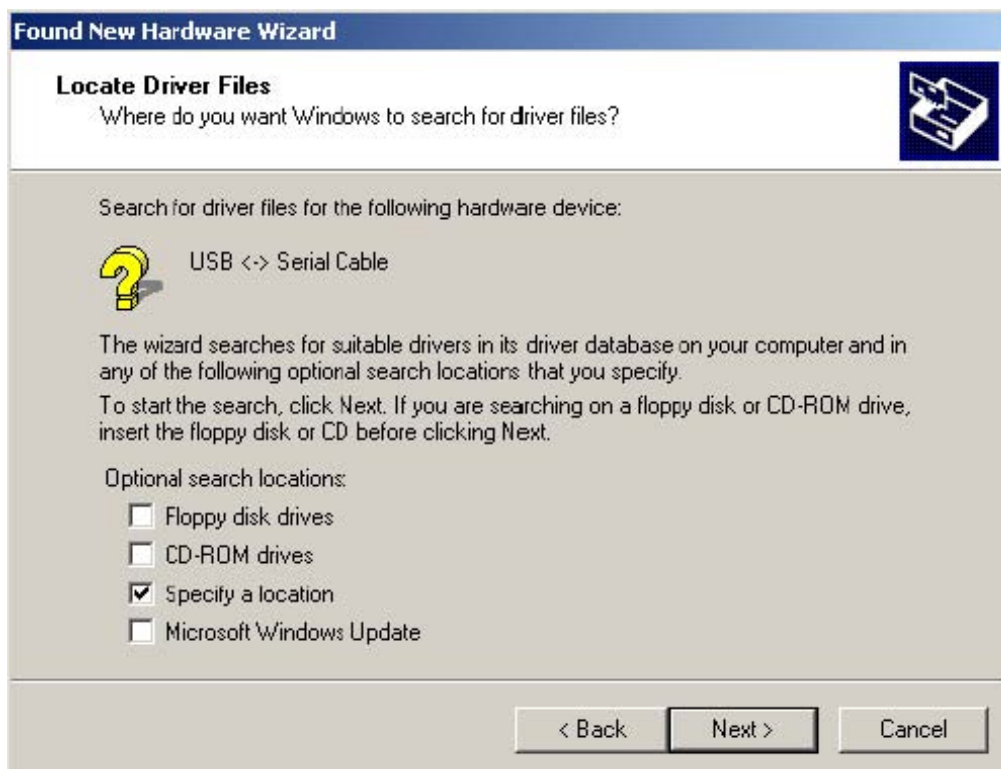 Found New Hardware Wizard
Locate Driver Files
Where do you want Windows to search for driver files?
Search for driver files for the following hardware device:
USB <-> Serial Cable
The wizard searches for suitable drivers in its driver database on your computer and in
any of the following optional search locations that you specify.
To start the search, click Next. If you are searching on a floppy disk or CD-ROM drive,
insert the floppy disk or CD before clicking Next.
Optional search locations:
Floppy disk drives
CD-ROM drives
Specify a location
Microsoft Windows Update
< Back Next > Cancel